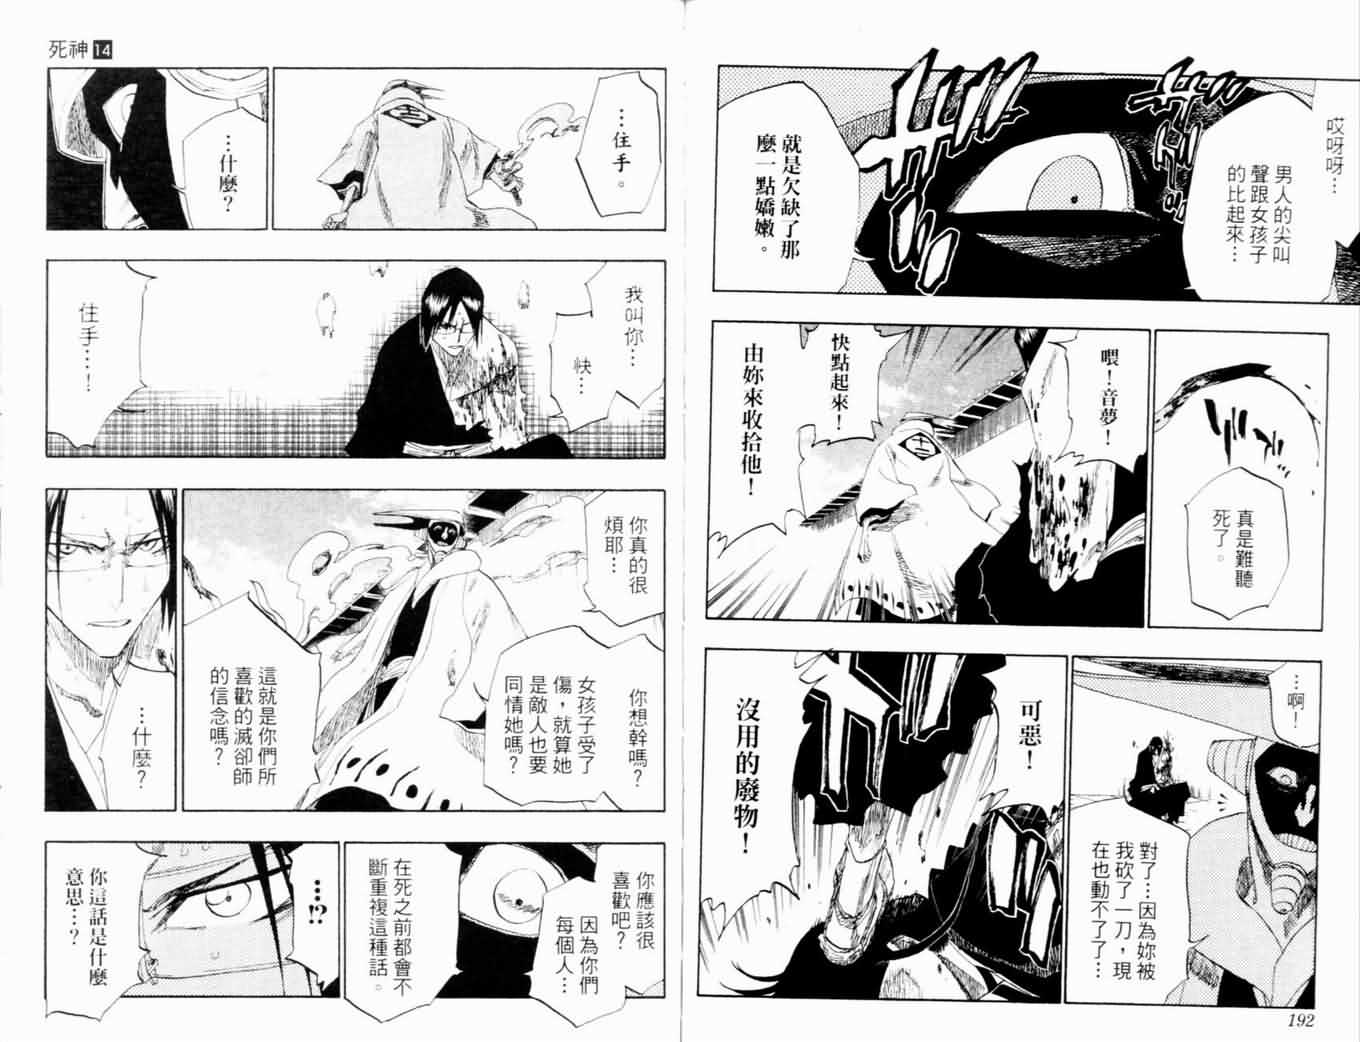 哎呀呀…
男人的尖叫
聲跟女孩子
的比起來…
就是欠缺了那
麼一點嬌嫩。
真是難聽
死了。
喂！音夢！
快點起來！
由妳來收拾他！
…啊！
對了…因為妳被
我砍了一刀，現
在也動不了了…
可惡！
沒用的廢物！
192
死神14
…住手。
…什麼？
我叫你…
快…
住手…！
你真的很
煩耶…
你想幹嗎？
女孩子受了
傷，就算她
是敵人也要
同情她嗎？
這就是你們所
喜歡的滅卻師
的信念嗎？
…什麼？
你應該很
喜歡吧？
因為你們
每個人…
在死之前都會不
斷重複這種話。
…!?
你這話是什麼
意思…？